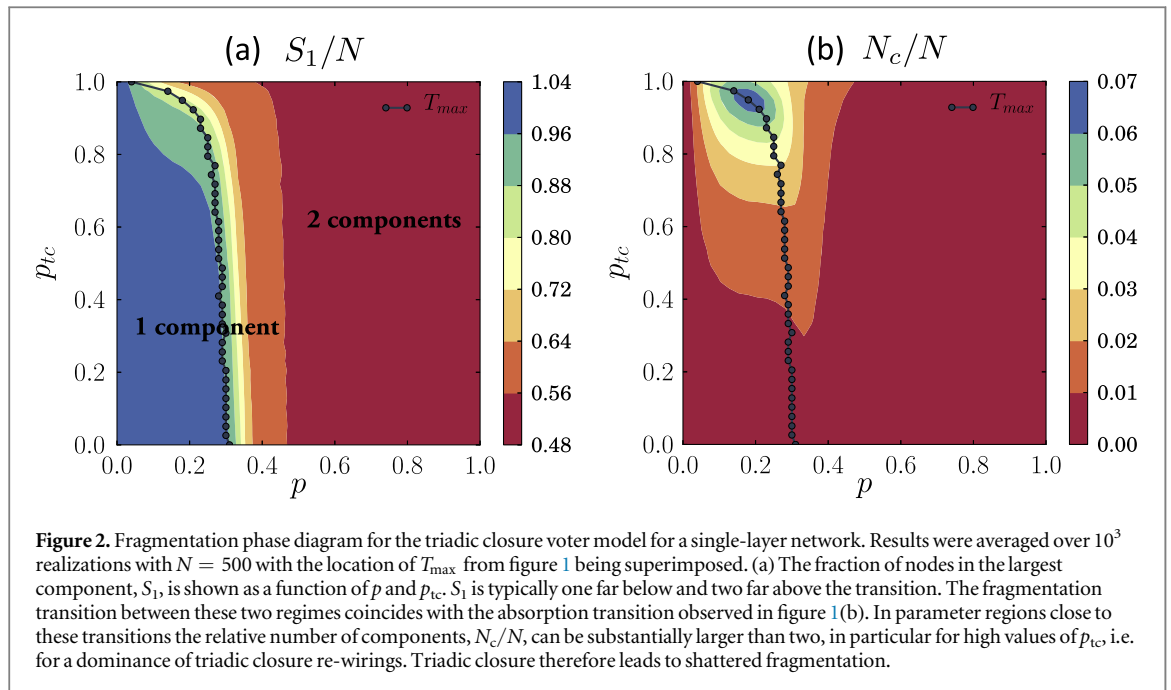 (a) S₁/N
(b) N_c/N
1.0
0.8
0.6
0.4
0.2
0.0
p_tc
0.0 0.2 0.4 0.6 0.8 1.0
p
T_max
2 components
1 component
1.04
0.96
0.88
0.80
0.72
0.64
0.56
0.48
1.0
0.8
0.6
0.4
0.2
0.0
p_tc
0.0 0.2 0.4 0.6 0.8 1.0
p
T_max
0.07
0.06
0.05
0.04
0.03
0.02
0.01
0.00
Figure 2. Fragmentation phase diagram for the triadic closure voter model for a single-layer network. Results were averaged over 10³
realizations with N = 500 with the location of T_max from figure 1 being superimposed. (a) The fraction of nodes in the largest
component, S₁, is shown as a function of p and p_tc. S₁ is typically one far below and two far above the transition. The fragmentation
transition between these two regimes coincides with the absorption transition observed in figure 1(b). In parameter regions close to
these transitions the relative number of components, N_c/N, can be substantially larger than two, in particular for high values of p_tc, i.e.
for a dominance of triadic closure re-wirings. Triadic closure therefore leads to shattered fragmentation.